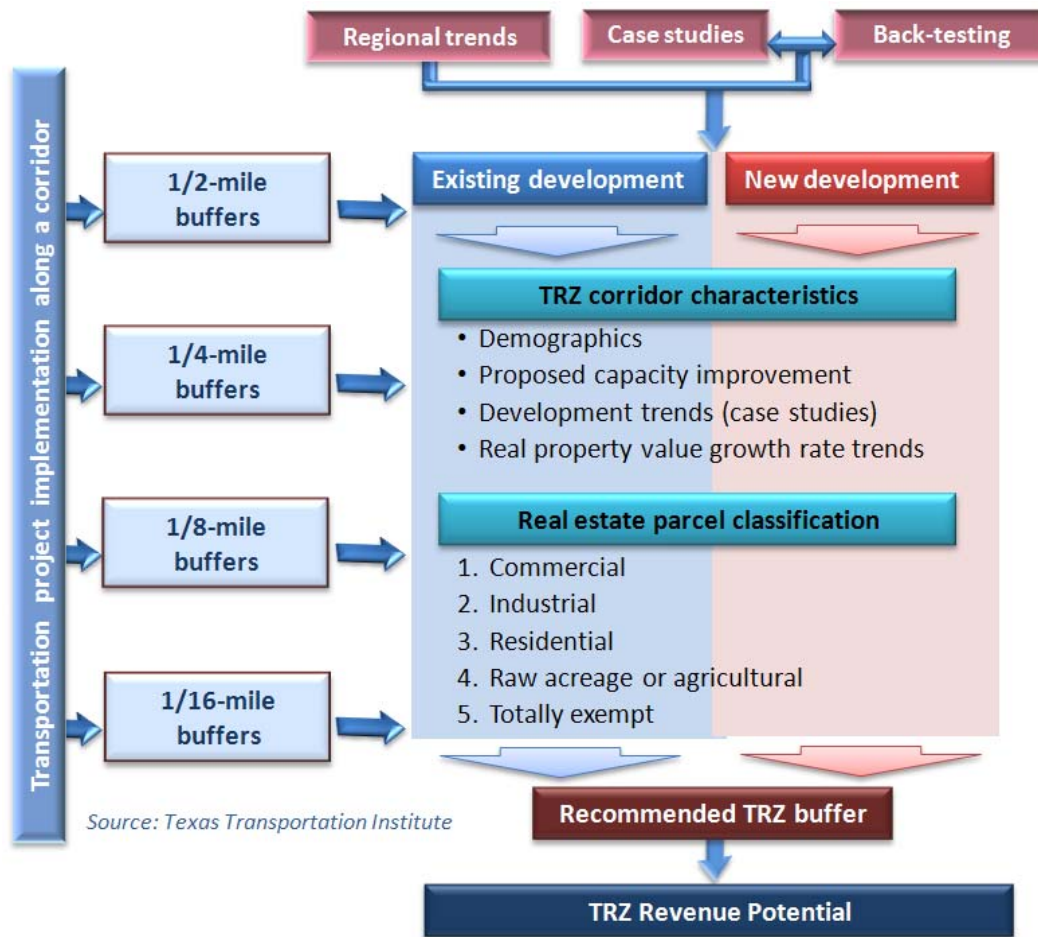 Regional trends
Case studies
Back-testing
Transportation project implementation along a corridor
1/2-mile
buffers
1/4-mile
buffers
1/8-mile
buffers
1/16-mile
buffers
Existing development
New development
TRZ corridor characteristics
• Demographics
• Proposed capacity improvement
• Development trends (case studies)
• Real property value growth rate trends
Real estate parcel classification
1. Commercial
2. Industrial
3. Residential
4. Raw acreage or agricultural
5. Totally exempt
Source: Texas Transportation Institute
Recommended TRZ buffer
TRZ Revenue Potential